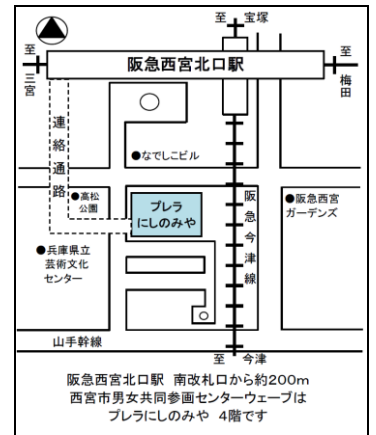 至 宝塚
阪急西宮北口駅
至 三宮
至 梅田
連絡通路
●なでしこビル
●高松
公園
プレラ
にしのみや
阪急今津線
●阪急西宮
ガーデンズ
●兵庫県立
芸術文化
センター
山手幹線
至 今津
阪急西宮北口駅 南改札口から約200m
西宮市男女共同参画センターウェーブは
プレラにしのみや 4階です